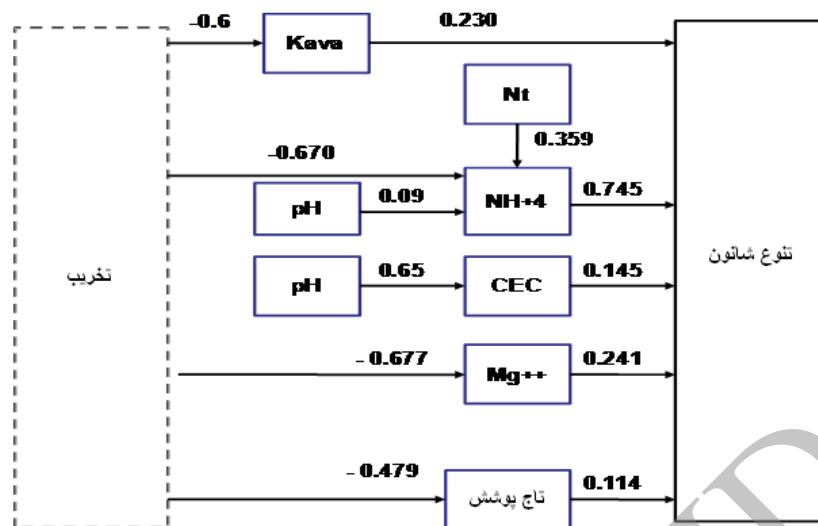 -0.6
Kava
0.230
Nt
0.359
-0.670
pH
0.09
NH+4
0.745
تخریب
تنوع شانون
pH
0.65
CEC
0.145
- 0.677
Mg++
0.241
- 0.479
تاج پوشش
0.114